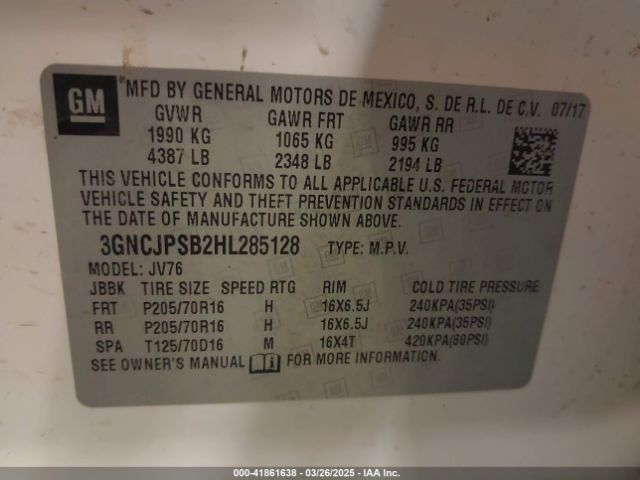 GM
MFD BY GENERAL MOTORS DE MEXICO, S. DE R.L. DE C.V. 07/17
GVWR GAWR FRT GAWR RR
1990 KG 1065 KG 995 KG
4387 LB 2348 LB 2194 LB
THIS VEHICLE CONFORMS TO ALL APPLICABLE U.S. FEDERAL MOTOR
VEHICLE SAFETY AND THEFT PREVENTION STANDARDS IN EFFECT ON
THE DATE OF MANUFACTURE SHOWN ABOVE.
3GNCJPSB2HL285128 TYPE: M.P.V.
MODEL: JV76
JBBK TIRE SIZE SPEED RTG RIM COLD TIRE PRESSURE
FRT P205/70R16 H 16X6.5J 240KPA(35PSI)
RR P205/70R16 H 16X6.5J 240KPA(35PSI)
SPA T125/70D16 M 16X4T 420KPA(60PSI)
SEE OWNER'S MANUAL FOR MORE INFORMATION.
000-41861638 - 03/26/2025 - IAA Inc.